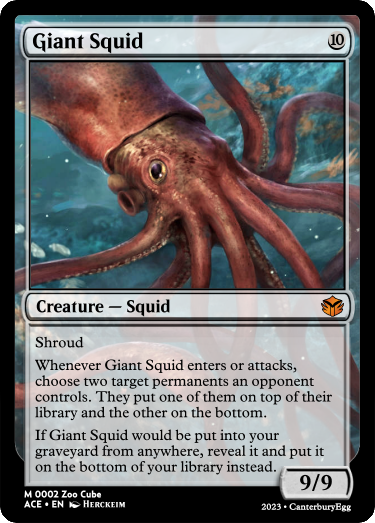 Giant Squid 10
Creature — Squid
Shroud
Whenever Giant Squid enters or attacks,
choose two target permanents an opponent
controls. They put one of them on top of their
library and the other on the bottom.
If Giant Squid would be put into your
graveyard from anywhere, reveal it and put it
on the bottom of your library instead.
9/9
M 0002 Zoo Cube
ACE • EN Herckeim
2023 • CanterburyEgg